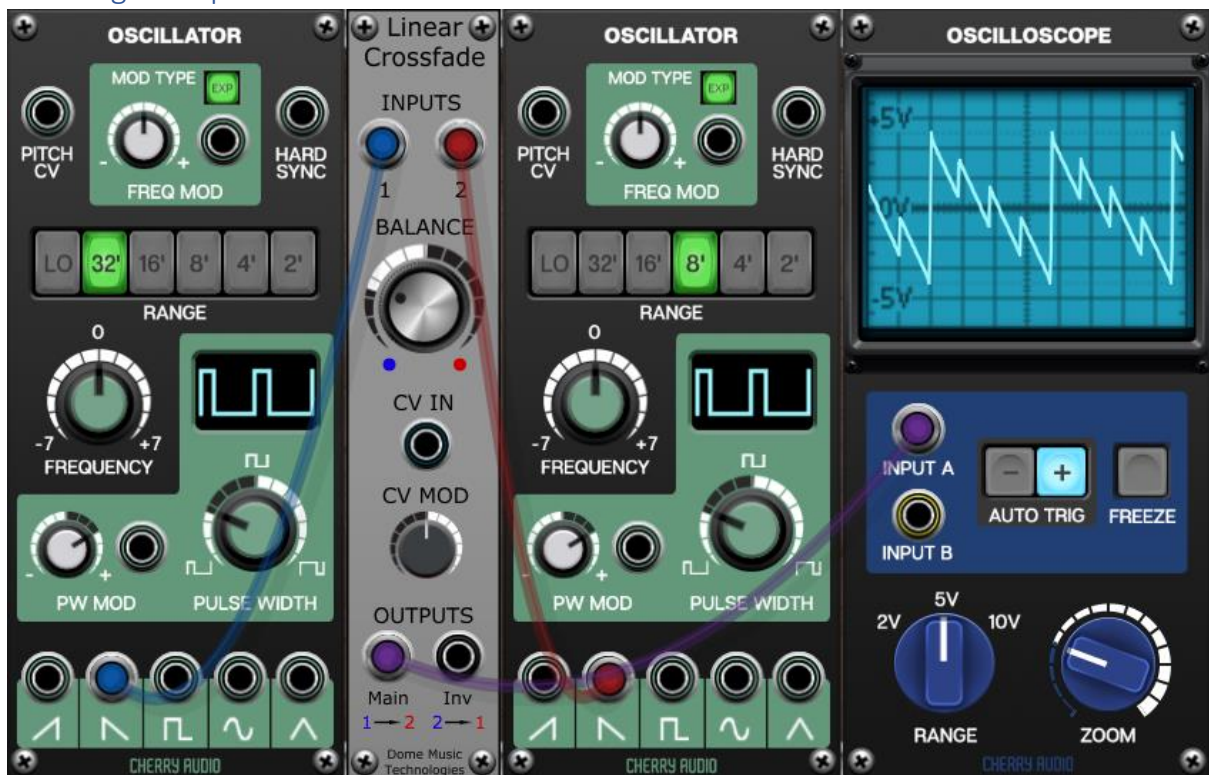 OSCILLATOR
MOD TYPE
EXP
PITCH CV
HARD SYNC
- +
FREQ MOD
LO 32' 16' 8' 4' 2'
RANGE
0
-7 +7
FREQUENCY
- +
PW MOD
PULSE WIDTH
CHERRY AUDIO
Linear
Crossfade
INPUTS
1 2
BALANCE
CV IN
CV MOD
OUTPUTS
Main Inv
1 2 2 1
Dome Music
Technologies
OSCILLATOR
MOD TYPE
EXP
PITCH CV
HARD SYNC
- +
FREQ MOD
LO 32' 16' 8' 4' 2'
RANGE
0
-7 +7
FREQUENCY
- +
PW MOD
PULSE WIDTH
CHERRY AUDIO
OSCILLOSCOPE
+5V
0V
-5V
INPUT A
INPUT B
- +
AUTO TRIG
FREEZE
5V
2V 10V
RANGE
ZOOM
CHERRY AUDIO